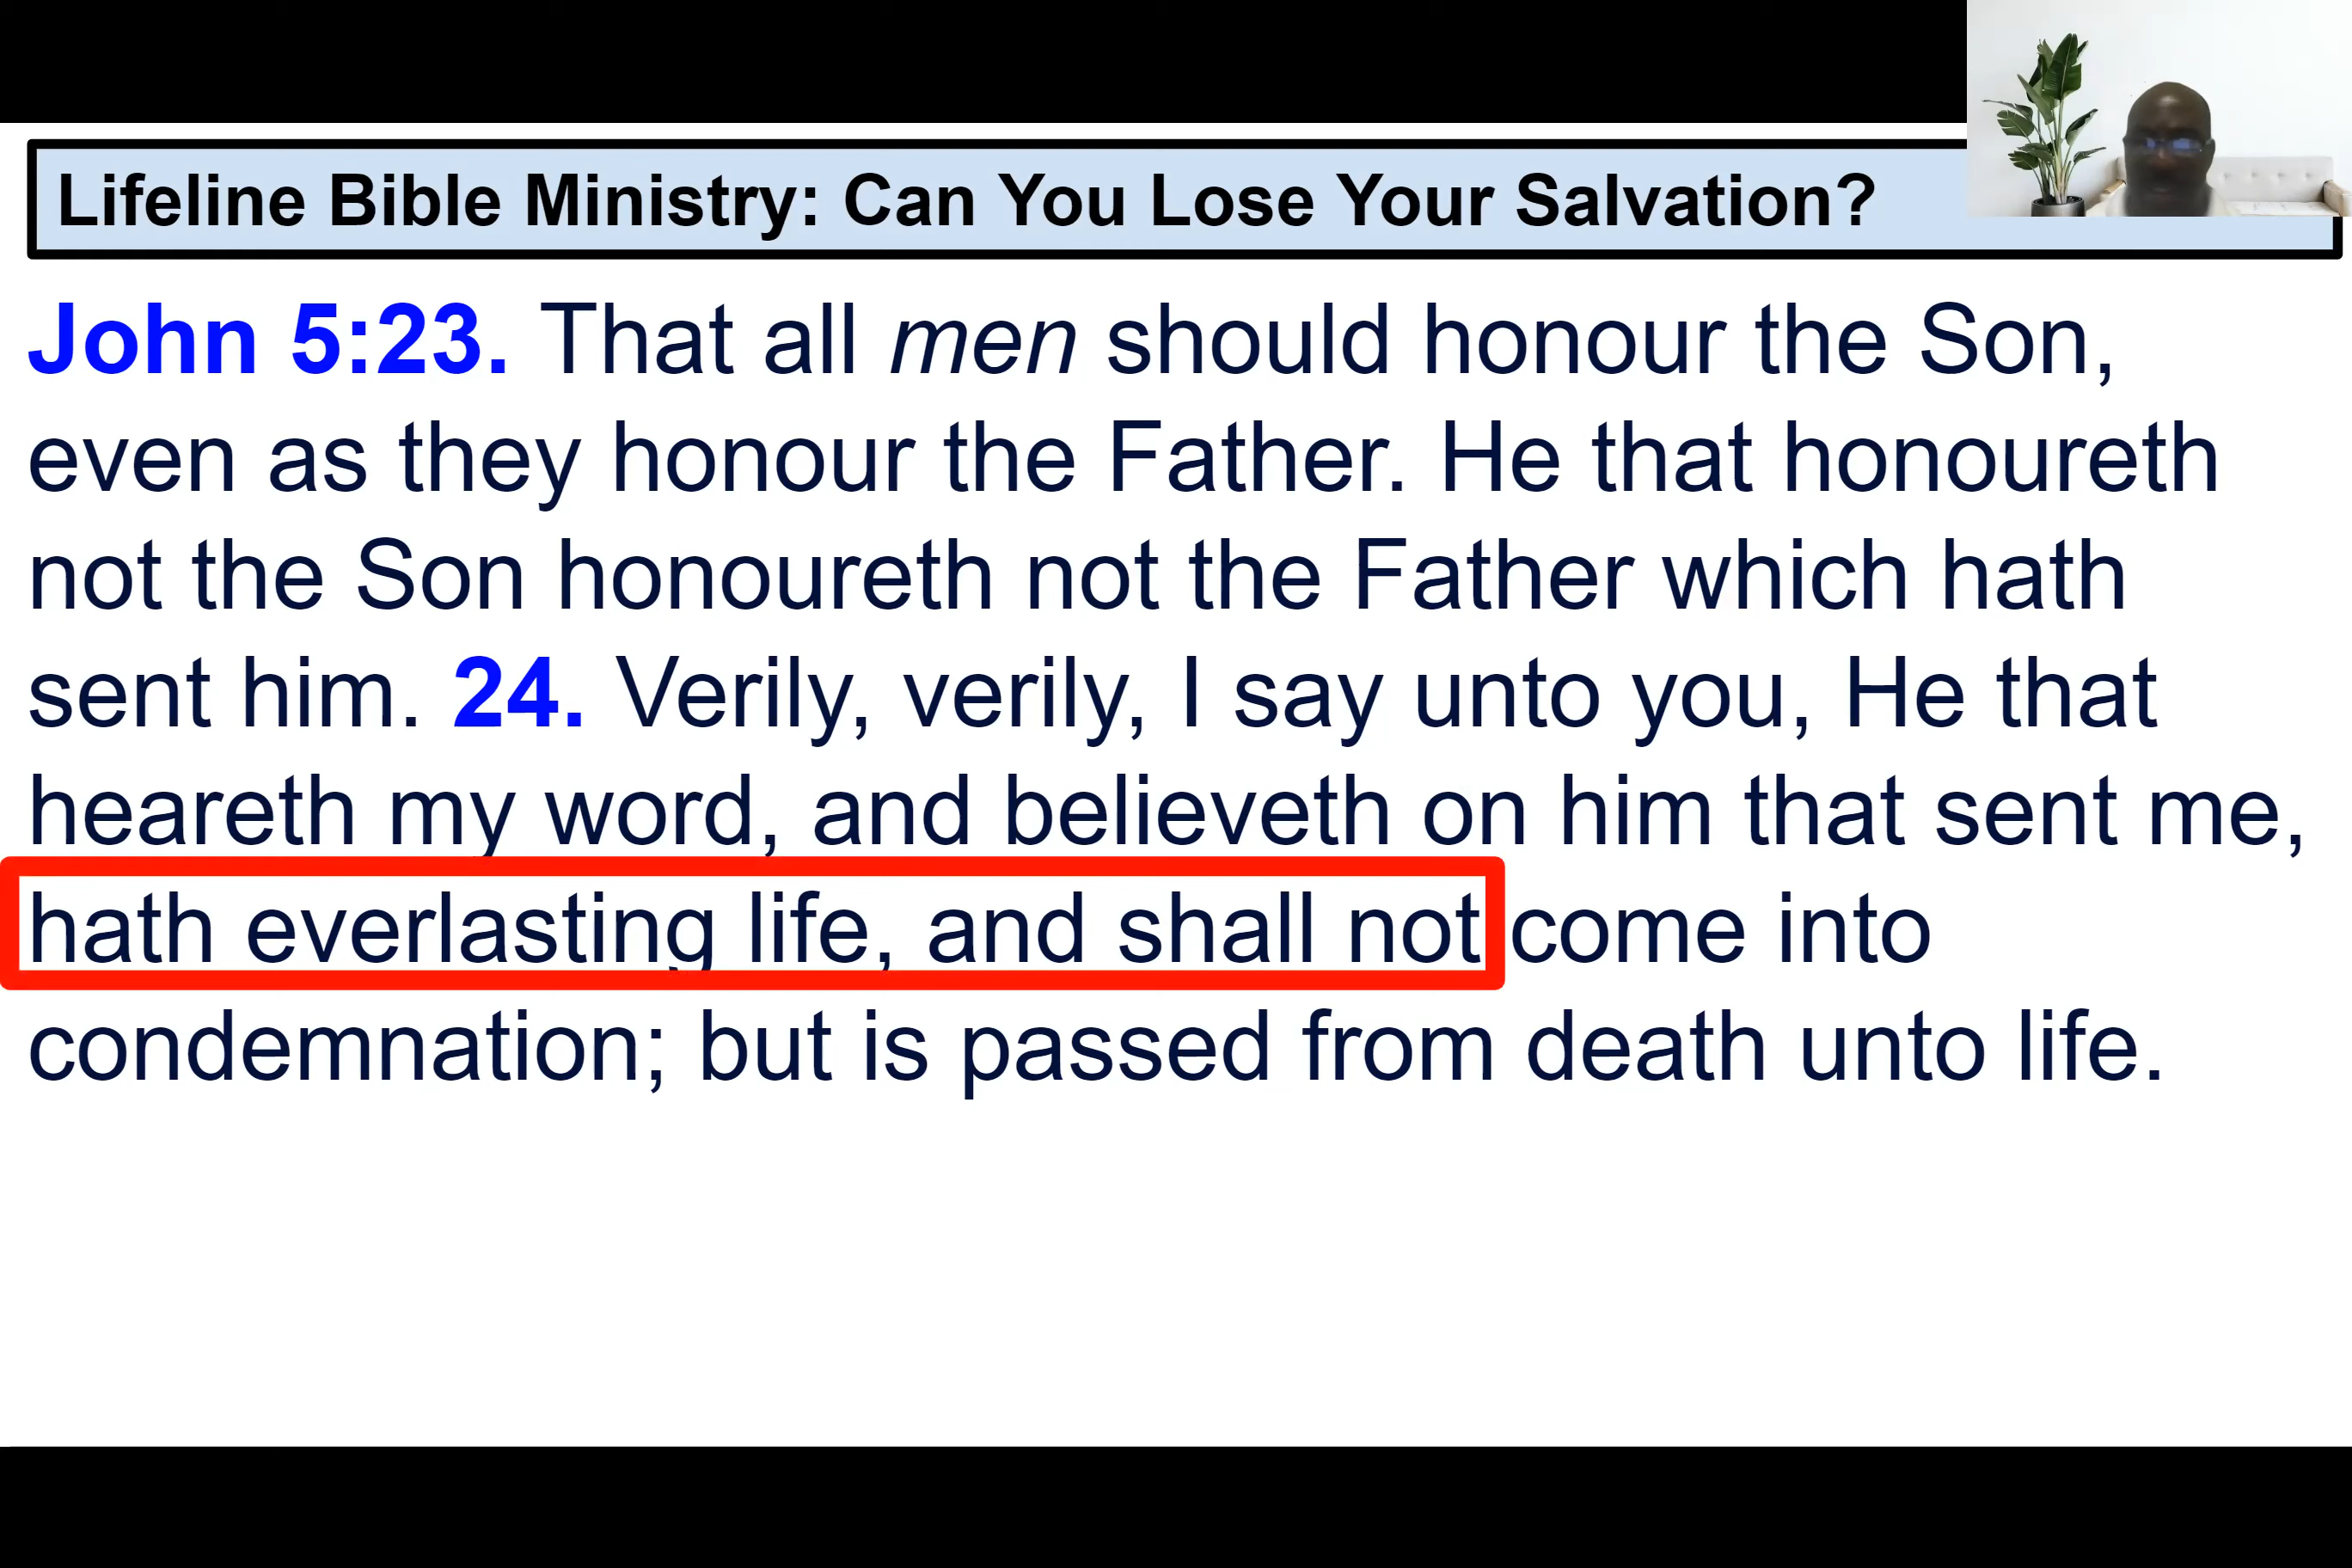 Lifeline Bible Ministry: Can You Lose Your Salvation?
John 5:23. That all men should honour the Son,
even as they honour the Father. He that honoureth
not the Son honoureth not the Father which hath
sent him. 24. Verily, verily, I say unto you, He that
heareth my word, and believeth on him that sent me,
hath everlasting life, and shall not come into
condemnation; but is passed from death unto life.